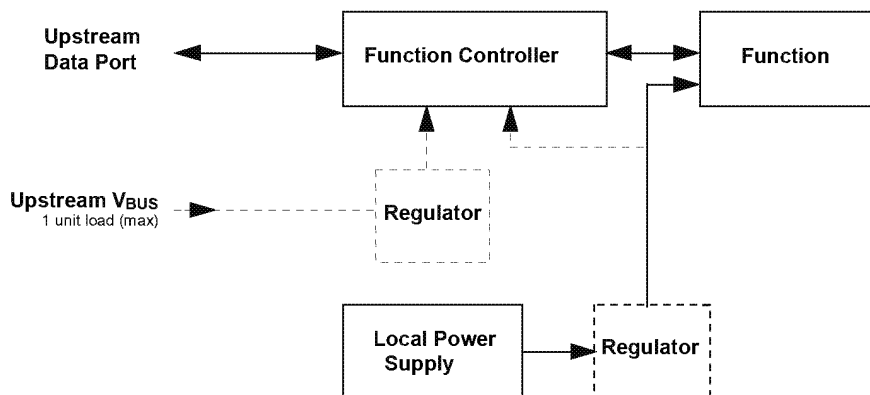 Upstream
Data Port
Function Controller
Function
Upstream VBUS
1 unit load (max)
Regulator
Local Power
Supply
Regulator